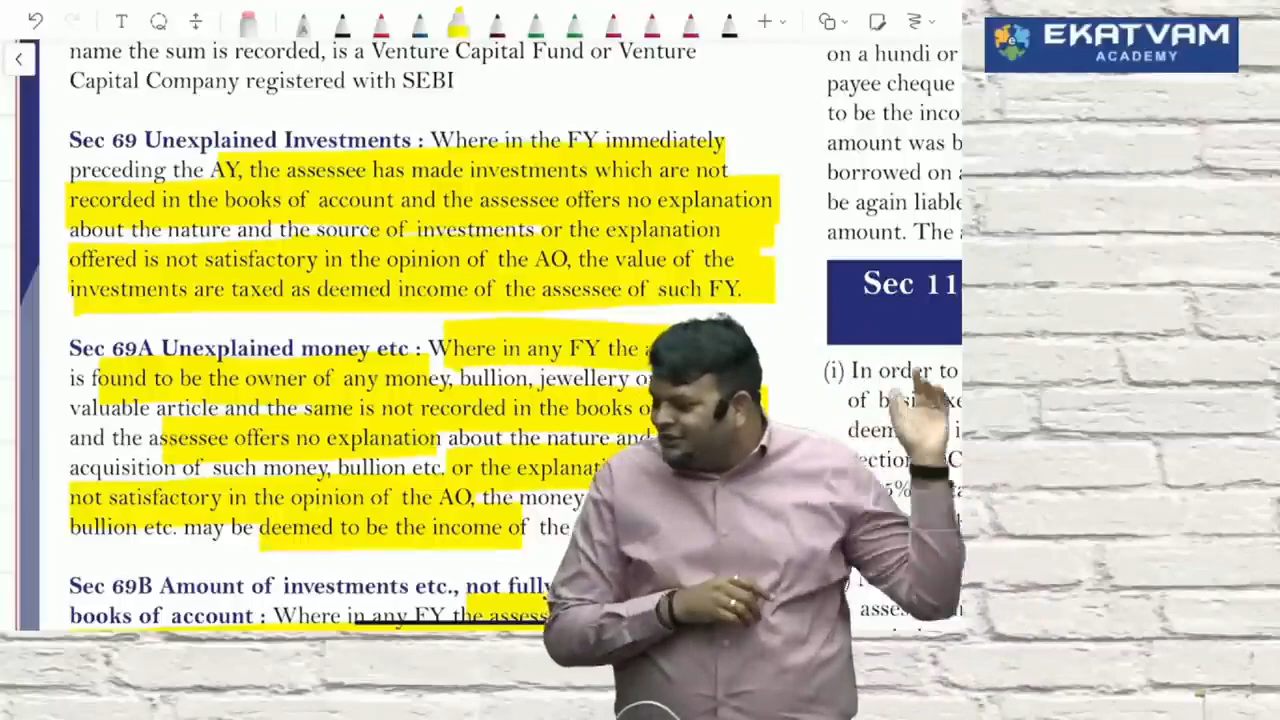 name the sum is recorded, is a Venture Capital Fund or Venture
Capital Company registered with SEBI
Sec 69 Unexplained Investments : Where in the FY immediately
preceding the AY, the assessee has made investments which are not
recorded in the books of account and the assessee offers no explanation
about the nature and the source of investments or the explanation
offered is not satisfactory in the opinion of the AO, the value of the
investments are taxed as deemed income of the assessee of such FY.
Sec 69A Unexplained money etc : Where in any FY the
is found to be the owner of any money, bullion, jewellery
valuable article and the same is not recorded in the books
and the assessee offers no explanation about the nature and
acquisition of such money, bullion etc. or the
not satisfactory in the opinion of the AO, the money
bullion etc. may be deemed to be the income of the
Sec 69B Amount of investments etc., not fully
books of account : Where in any FY the
on a hundi or
payee cheque
to be the
amount was
borrowed on
be again
amount. The
Sec 11
(i) In order to
of
EKATVAM
ACADEMY